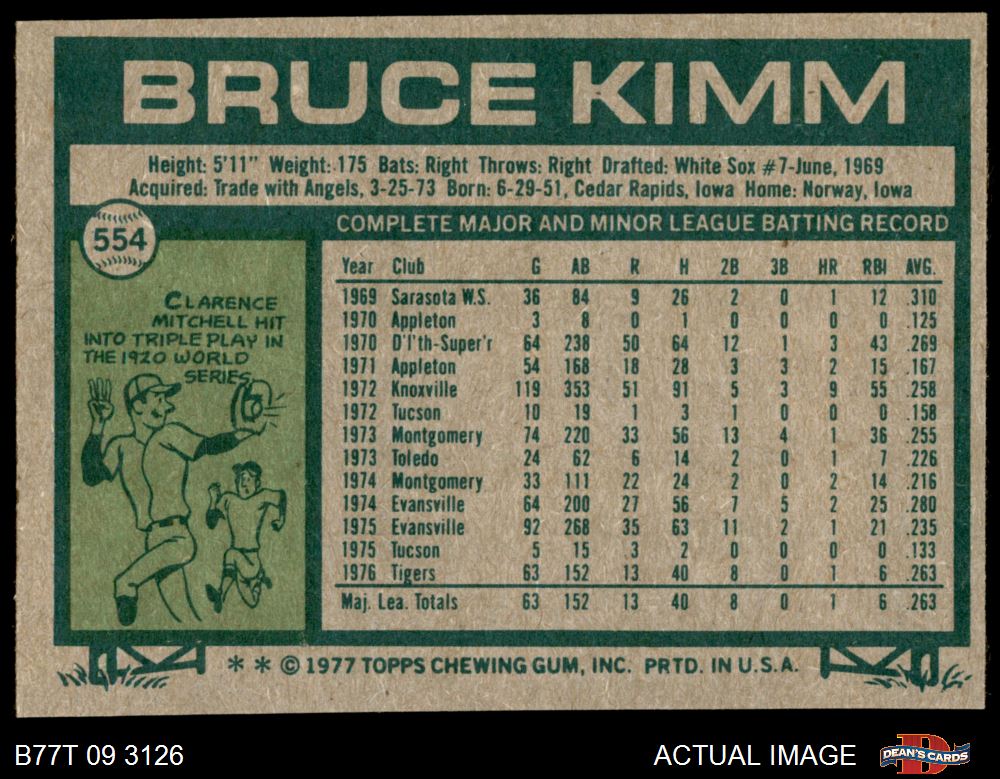 BRUCE KIMM
Height: 5'11" Weight: 175 Bats: Right Throws: Right Drafted: White Sox #7-June, 1969
Acquired: Trade with Angels, 3-25-73 Born: 6-29-51, Cedar Rapids, Iowa Home: Norway, Iowa
554
CLARENCE
MITCHELL HIT
INTO TRIPLE PLAY IN
THE 1920 WORLD
SERIES
COMPLETE MAJOR AND MINOR LEAGUE BATTING RECORD
Year Club G AB R H 2B 3B HR RBI AVG.
1969 Sarasota W.S. 36 84 9 26 2 0 1 12 .310
1970 Appleton 3 8 0 1 0 0 0 0 .125
1970 D'l'th-Super'r 64 238 50 64 12 1 3 43 .269
1971 Appleton 54 168 18 28 3 3 2 15 .167
1972 Knoxville 119 353 51 91 5 3 9 55 .258
1972 Tucson 10 19 1 3 1 0 0 0 .158
1973 Montgomery 74 220 33 56 13 4 1 36 .255
1973 Toledo 24 62 6 14 2 0 1 7 .226
1974 Montgomery 33 111 22 24 2 0 2 14 .216
1974 Evansville 64 200 27 56 7 5 2 25 .280
1975 Evansville 92 268 35 63 11 2 1 21 .235
1975 Tucson 5 15 3 2 0 0 0 0 .133
1976 Tigers 63 152 13 40 8 0 1 6 .263
Maj. Lea. Totals 63 152 13 40 8 0 1 6 .263
* * © 1977 TOPPS CHEWING GUM, INC. PRTD. IN U.S.A.
B77T 09 3126
ACTUAL IMAGE
DEAN'S CARDS